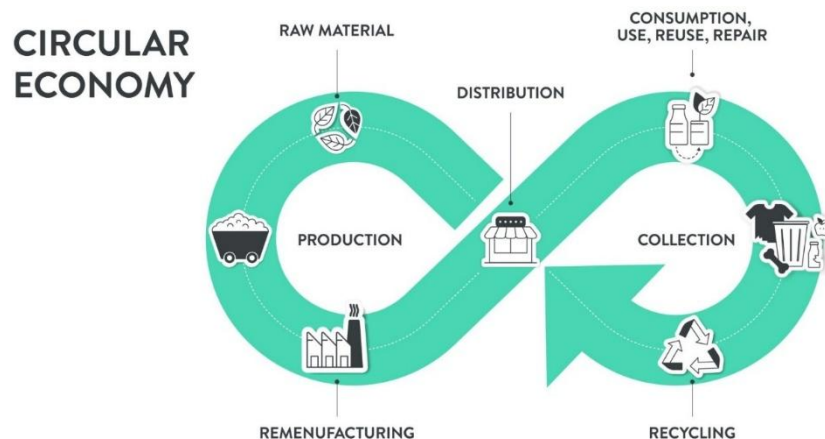 CIRCULAR
ECONOMY
RAW MATERIAL
CONSUMPTION,
USE, REUSE, REPAIR
DISTRIBUTION
PRODUCTION
COLLECTION
REMENUFACTURING
RECYCLING